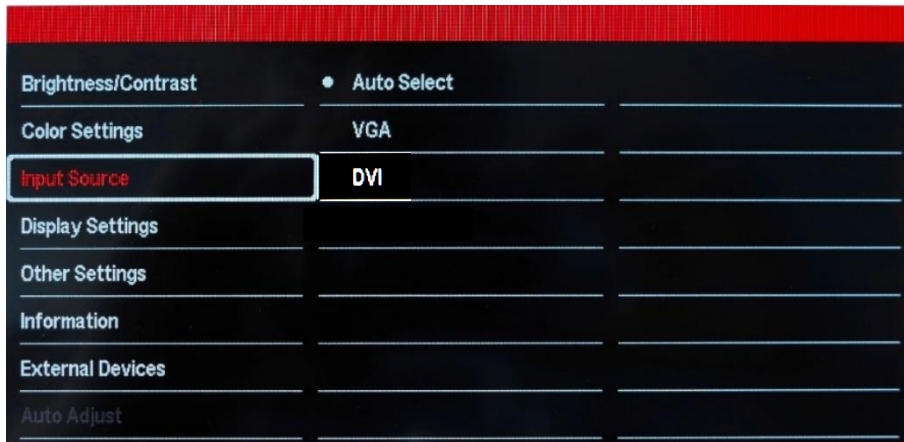 Brightness/Contrast
Auto Select
Color Settings
VGA
Input Source
DVI
Display Settings
Other Settings
Information
External Devices
Auto Adjust